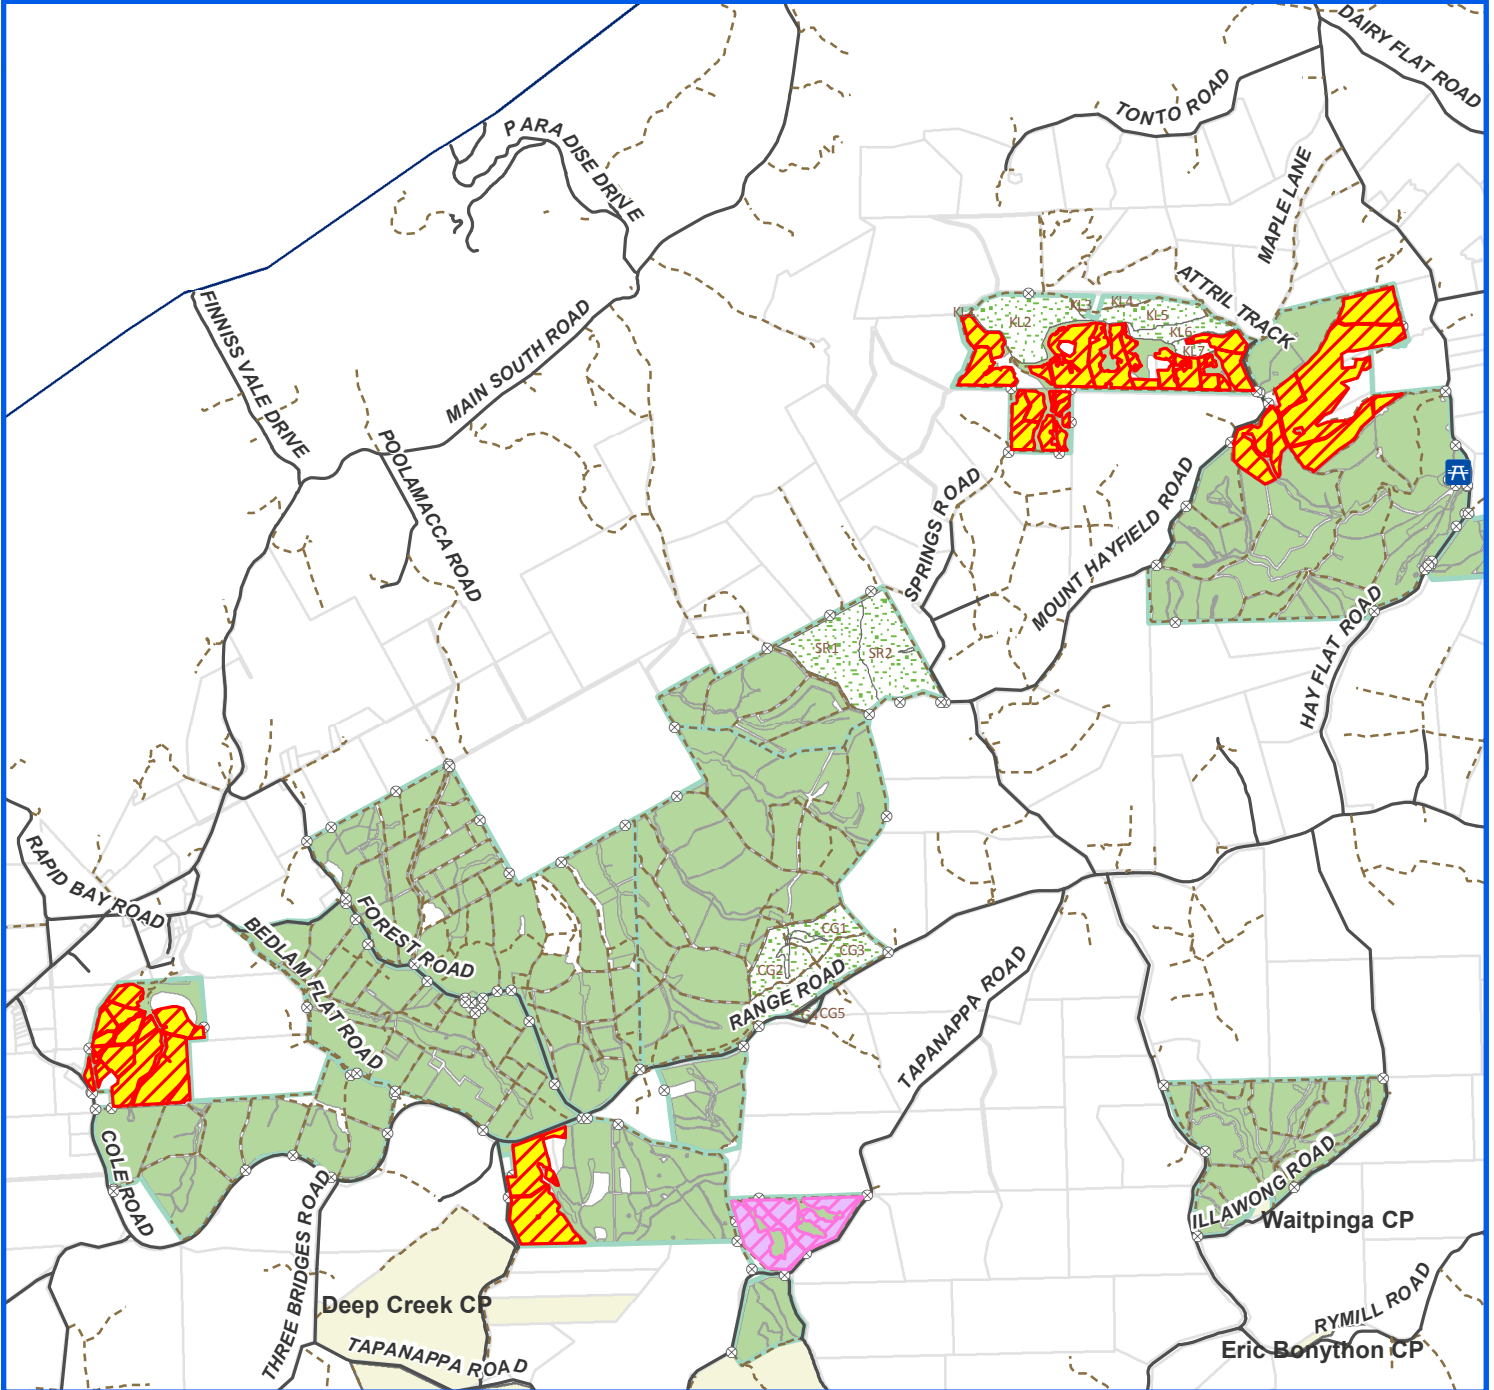 DAIRY FLAT ROAD
TONTO ROAD
PARADISE DRIVE
MAPLE LANE
ATTRIL TRACK
FINNISS VALE DRIVE
MAIN SOUTH ROAD
KL3
KL4
KL2
KL5
KL6
KL7
POOLAMACCA ROAD
SPRINGS ROAD
MOUNT HAYFIELD ROAD
HAY FLAT ROAD
SR1
SR2
RAPID BAY ROAD
FOREST ROAD
BEDLAM FLAT ROAD
CG1
CG3
CG2
RANGE ROAD
CG5
TAPANAPPA ROAD
COLE ROAD
THREE BRIDGES ROAD
ILLAWONG ROAD
Waitpinga CP
Deep Creek CP
RYMILL ROAD
TAPANAPPA ROAD
Eric Bonython CP